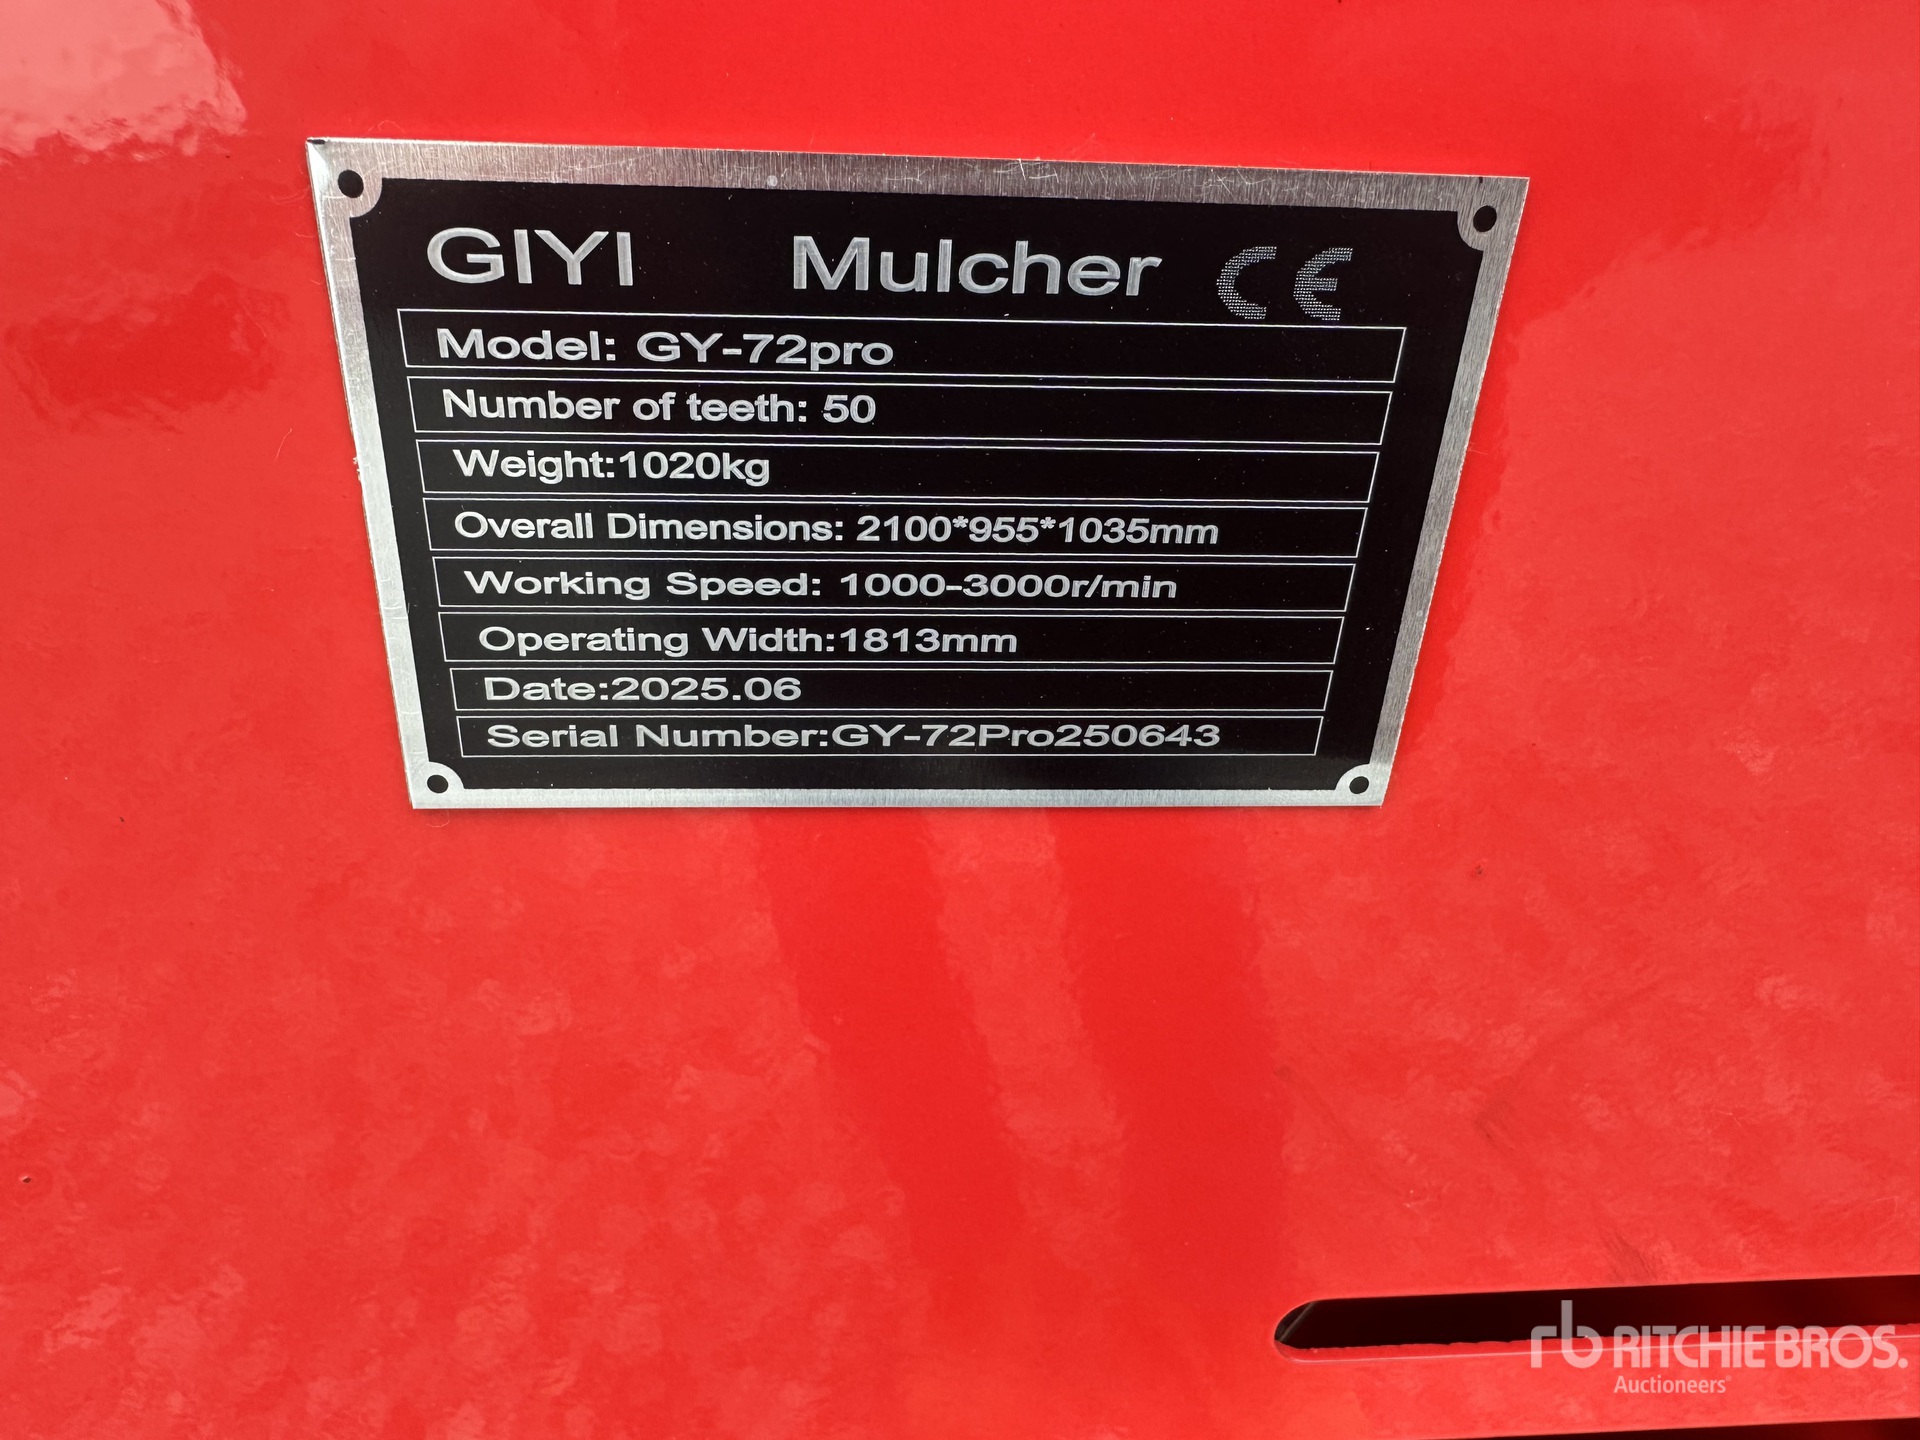 GIYI Mulcher CE
Model: GY-72pro
Number of teeth: 50
Weight:1020kg
Overall Dimensions: 2100*955*1035mm
Working Speed: 1000-3000r/min
Operating Width:1813mm
Date:2025.06
Serial Number:GY-72Pro250643
rb RITCHIE BROS.
Auctioneers